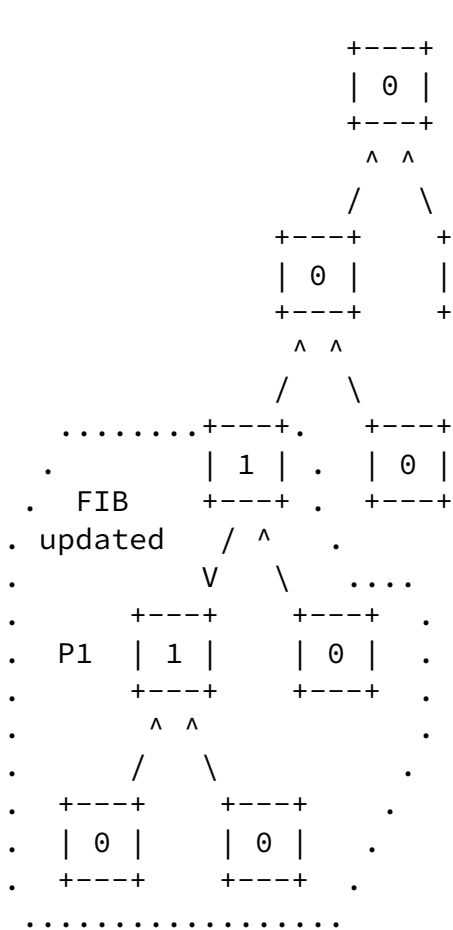 +---+
| 0 |
+---+
^ ^
/ \
+---+ +
| 0 | |
+---+ +
^ ^
/ \
........+---+. +---+
. | 1 | . | 0 |
. FIB +---+ . +---+
. updated / ^ .
. V \ ....
. +---+ +---+ .
. P1 | 1 | | 0 | .
. +---+ +---+ .
. ^ ^ .
. / \ .
. +---+ +---+ .
. | 0 | | 0 | .
. +---+ +---+ .
..................